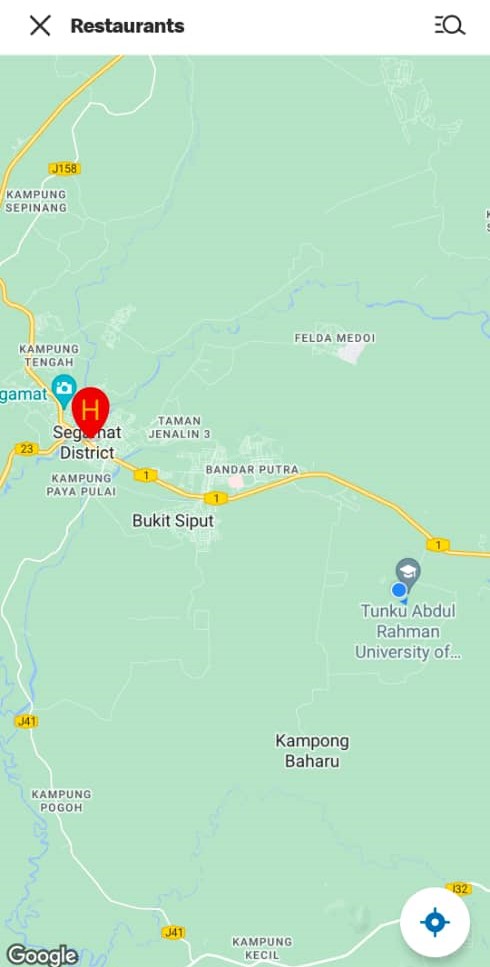 Restaurants
J158
KAMPUNG
SEPINANG
FELDA MEDOI
KAMPUNG
TENGAH
gamat
H
Segamat
District
TAMAN
JENALIN 3
23
KAMPUNG
PAYA PULAI
1
BANDAR PUTRA
1
Bukit Siput
1
Tunku Abdul
Rahman
University of...
J41
Kampong
Baharu
KAMPUNG
POGOH
J32
J41
KAMPUNG
KECIL
Google